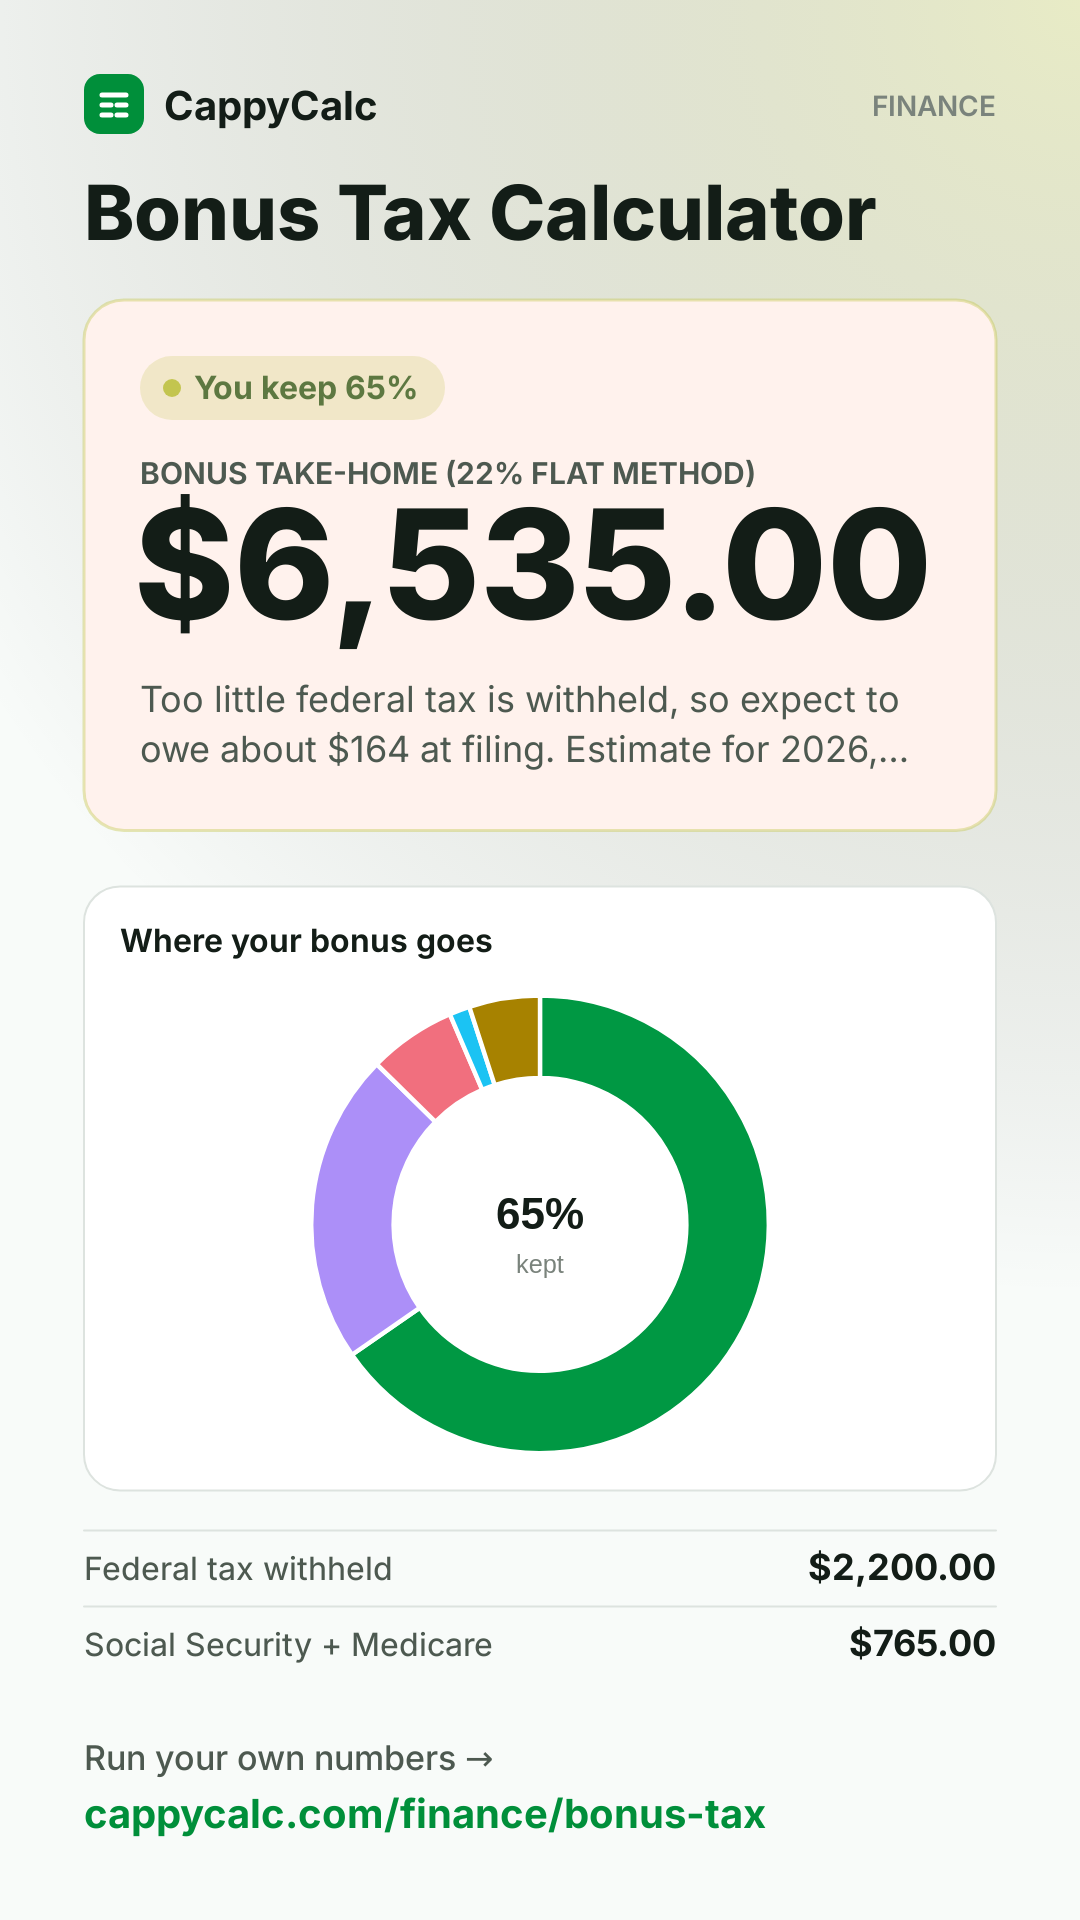 CappyCalc
FINANCE
Bonus Tax Calculator
You keep 65%
BONUS TAKE-HOME (22% FLAT METHOD)
$6,535.00
Too little federal tax is withheld, so expect to
owe about $164 at filing. Estimate for 2026,...
Where your bonus goes
65%
kept
Federal tax withheld $2,200.00
Social Security + Medicare $765.00
Run your own numbers →
cappycalc.com/finance/bonus-tax